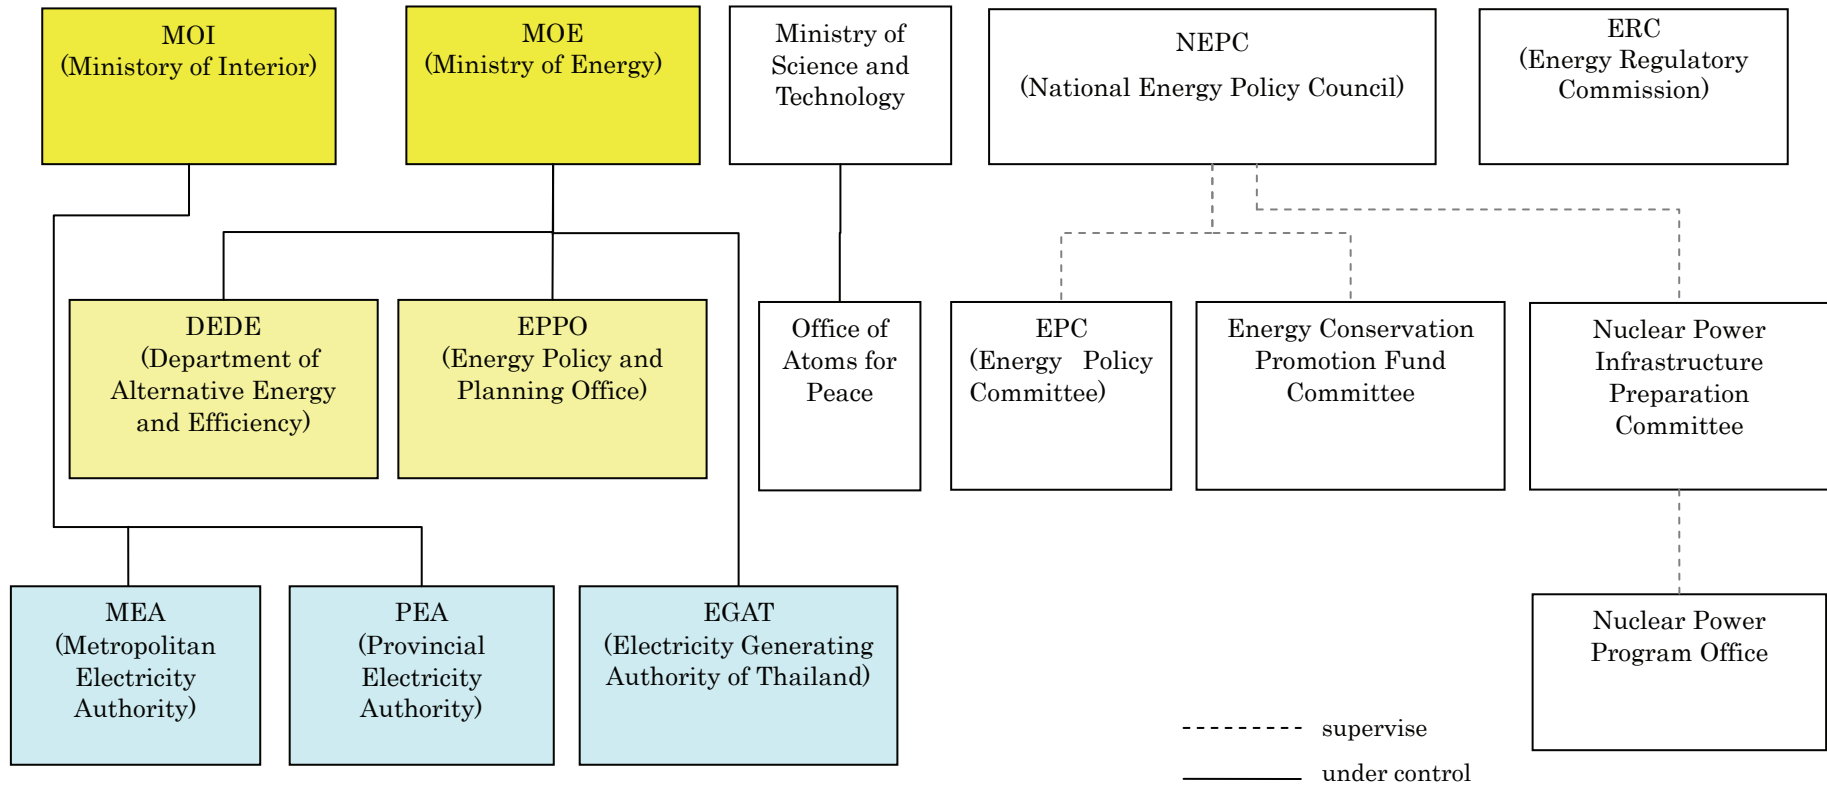 MOI
(Ministory of Interior)
MOE
(Ministry of Energy)
Ministry of
Science and
Technology
NEPC
(National Energy Policy Council)
ERC
(Energy Regulatory
Commission)
DEDE
(Department of
Alternative Energy
and Efficiency)
EPPO
(Energy Policy and
Planning Office)
Office of
Atoms for
Peace
EPC
(Energy Policy
Committee)
Energy Conservation
Promotion Fund
Committee
Nuclear Power
Infrastructure
Preparation
Committee
MEA
(Metropolitan
Electricity
Authority)
PEA
(Provincial
Electricity
Authority)
EGAT
(Electricity Generating
Authority of Thailand)
Nuclear Power
Program Office
supervise
under control